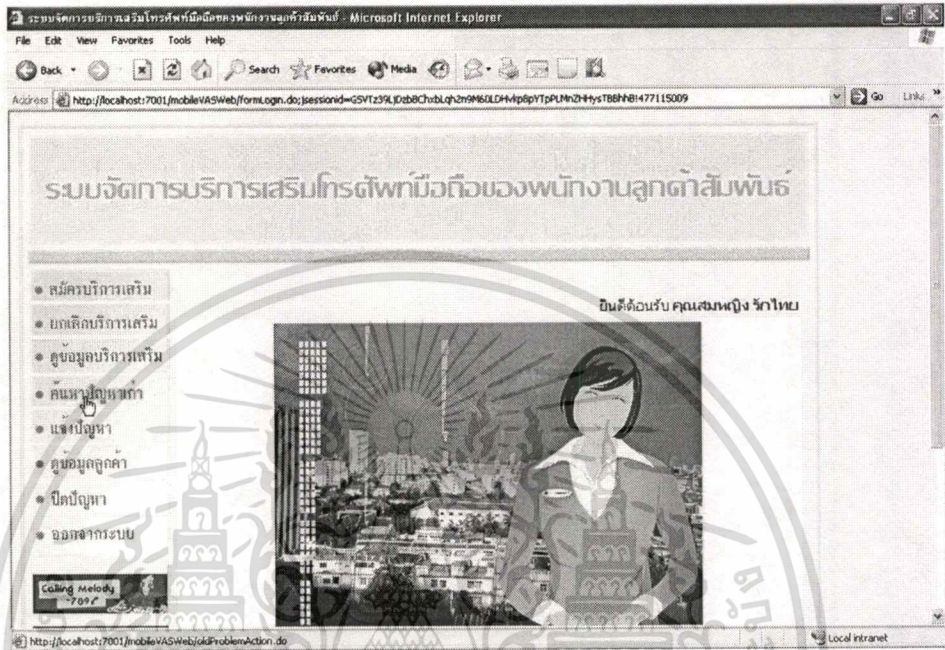 ระบบจัดการบริการเสริมโทรศัพท์มือถือของพนักงานลูกค้าสัมพันธ์ - Microsoft Internet Explorer
File Edit View Favorites Tools Help
Back Search Favorites Media
Address http://localhost:7001/mobileVASWeb/formLogin.do;jsessionid=GSVTz39LjDzb8ChxbLqh2n9M60LDHvkp8pYTpPLMnZHHysTBBhhB!477115009 Go Links »
ระบบจัดการบริการเสริมโทรศัพท์มือถือของพนักงานลูกค้าสัมพันธ์
สมัครบริการเสริม
ยินดีต้อนรับ คุณสมหญิง รักไทย
ยกเลิกบริการเสริม
ดูข้อมูลบริการเสริม
ค้นหาปัญหาเก่า
แจ้งปัญหา
ดูข้อมูลลูกค้า
ปิดปัญหา
ออกจากระบบ
Calling Melody
*789
http://localhost:7001/mobileVASWeb/oldProblemAction.do Local intranet